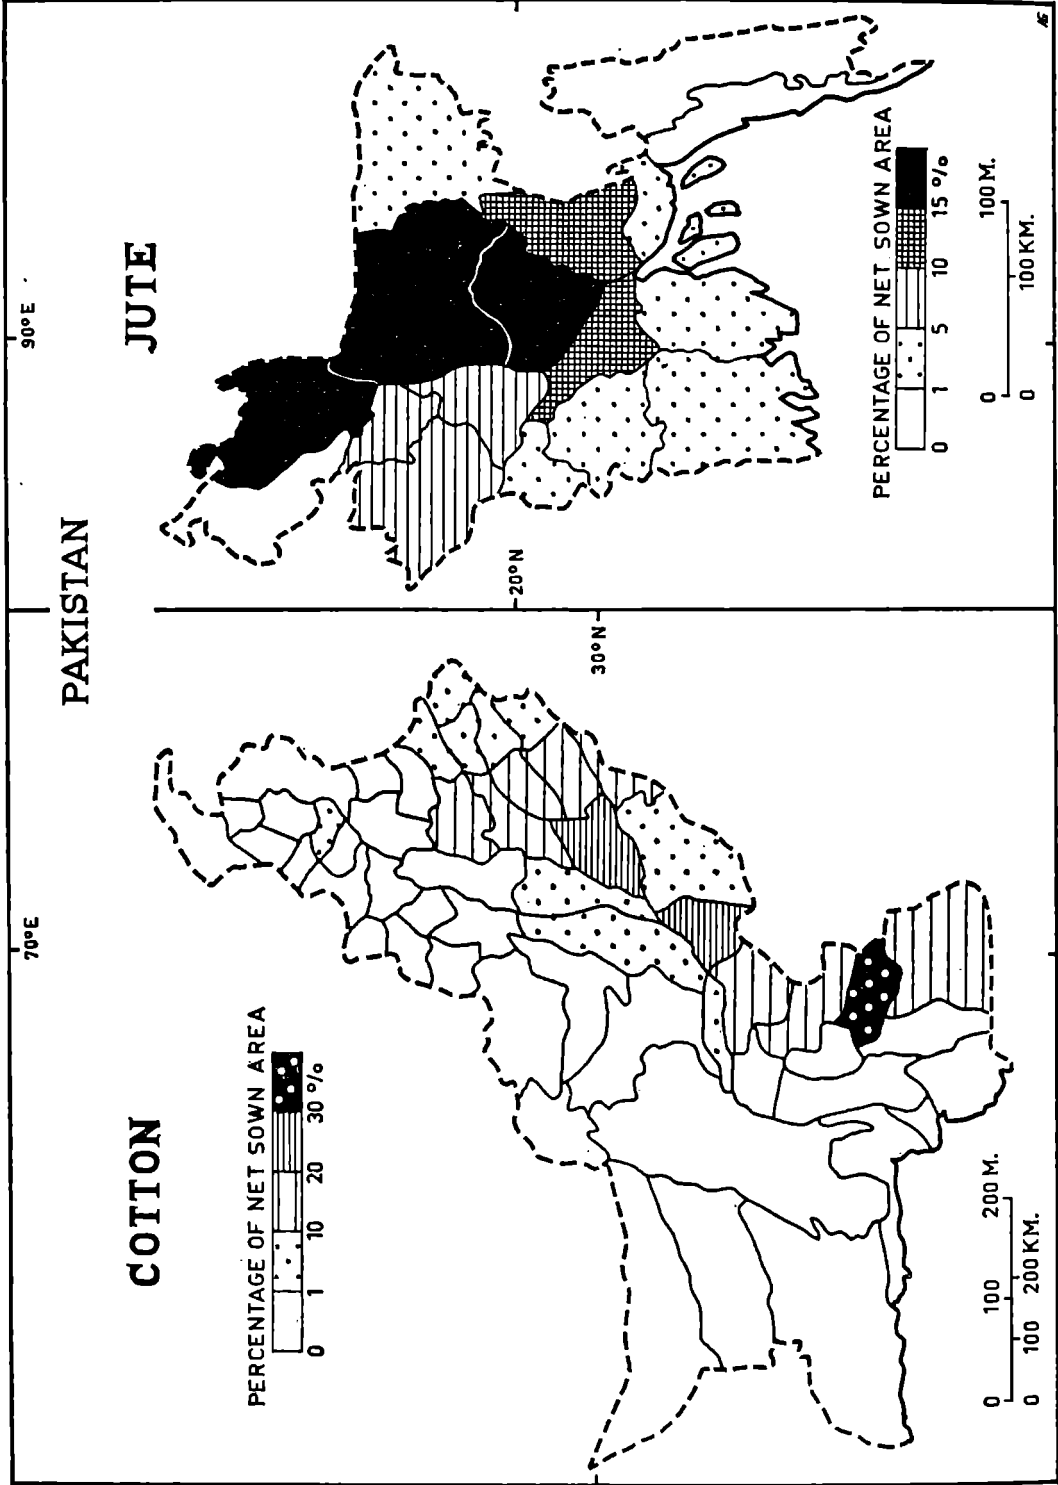 PAKISTAN
COTTON
JUTE
70°E
90°E
30°N
20°N
PERCENTAGE OF NET SOWN AREA
0 1 10 20 30 %
0 100 200 M.
0 100 200 KM.
PERCENTAGE OF NET SOWN AREA
0 1 5 10 15 %
0 100 M.
0 100 KM.